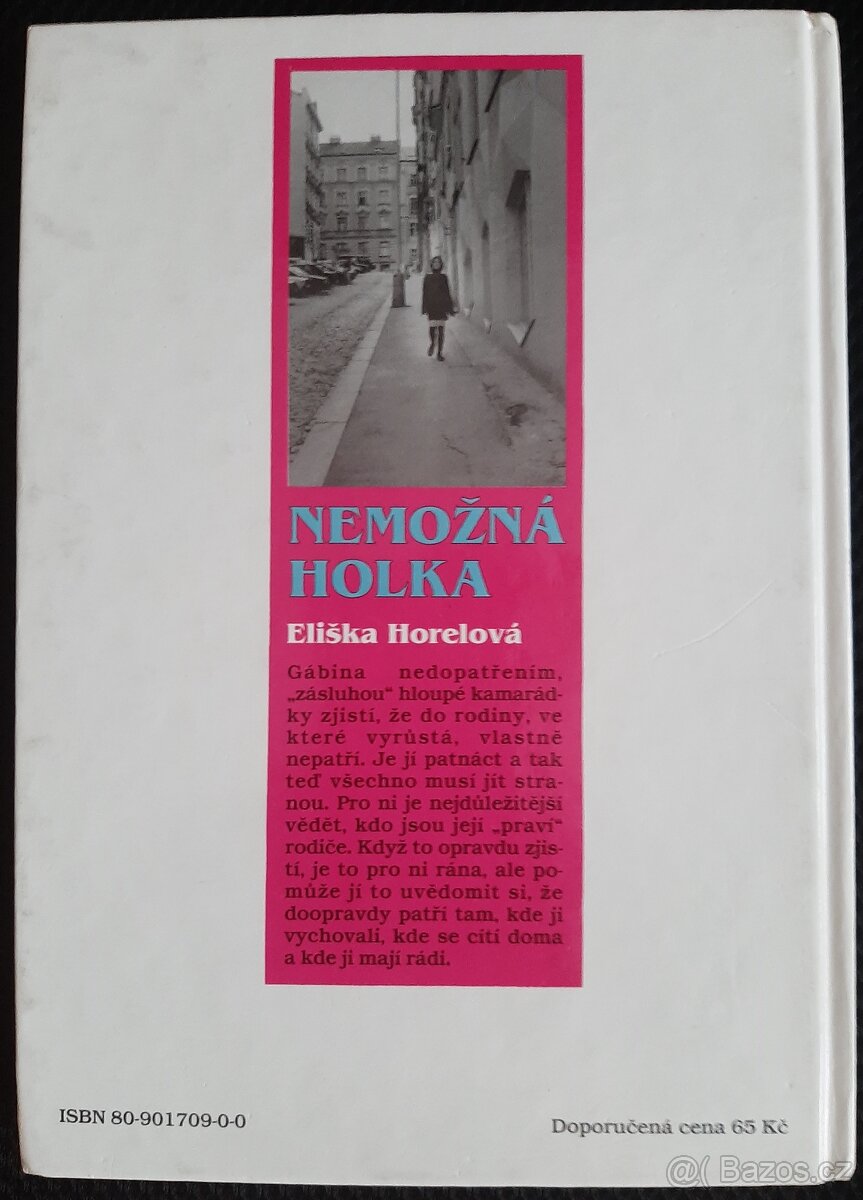 NEMOŽNÁ
HOLKA
Eliška Horelová
Gábina nedopatřením,
„zásluhou“ hloupé kamarád-
ky zjistí, že do rodiny, ve
které vyrůstá, vlastně
nepatří. Je jí patnáct a tak
teď všechno musí jít stra-
nou. Pro ni je nejdůležitější
vědět, kdo jsou její „praví“
rodiče. Když to opravdu zjis-
tí, je to pro ni rána, ale po-
může jí to uvědomit si, že
doopravdy patří tam, kde ji
vychovali, kde se cítí doma
a kde ji mají rádi.
ISBN 80-901709-0-0
Doporučená cena 65 Kč
@( Bazos.cz